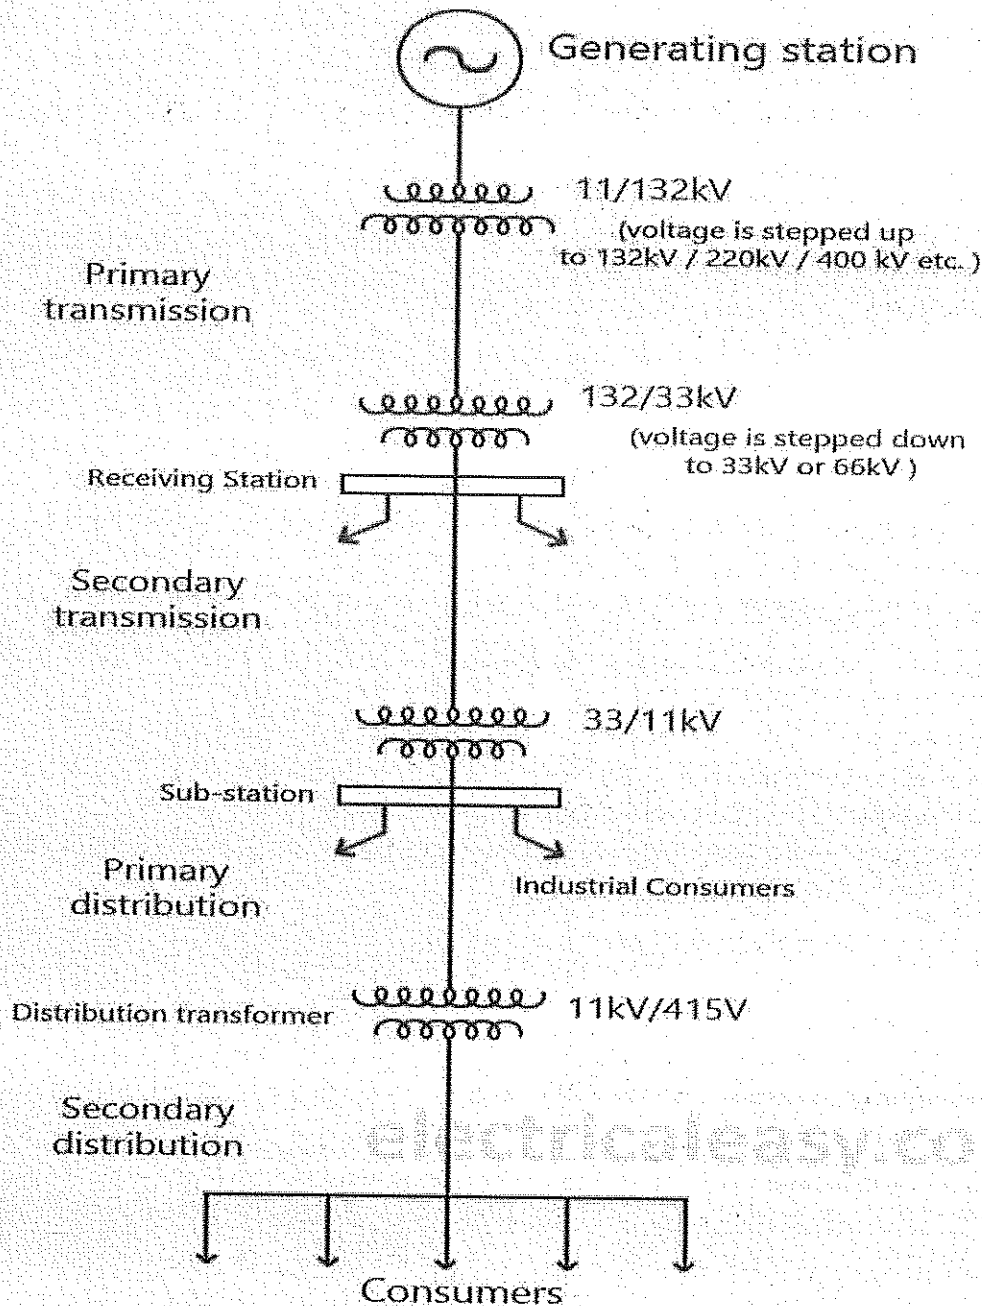 Generating station
11/132kV
(voltage is stepped up
to 132kV / 220kV / 400 kV etc. )
Primary
transmission
132/33kV
(voltage is stepped down
to 33kV or 66kV )
Receiving Station
Secondary
transmission
33/11kV
Sub-station
Primary
distribution
Industrial Consumers
Distribution transformer
11kV/415V
Secondary
distribution
electricaleasy.co
Consumers